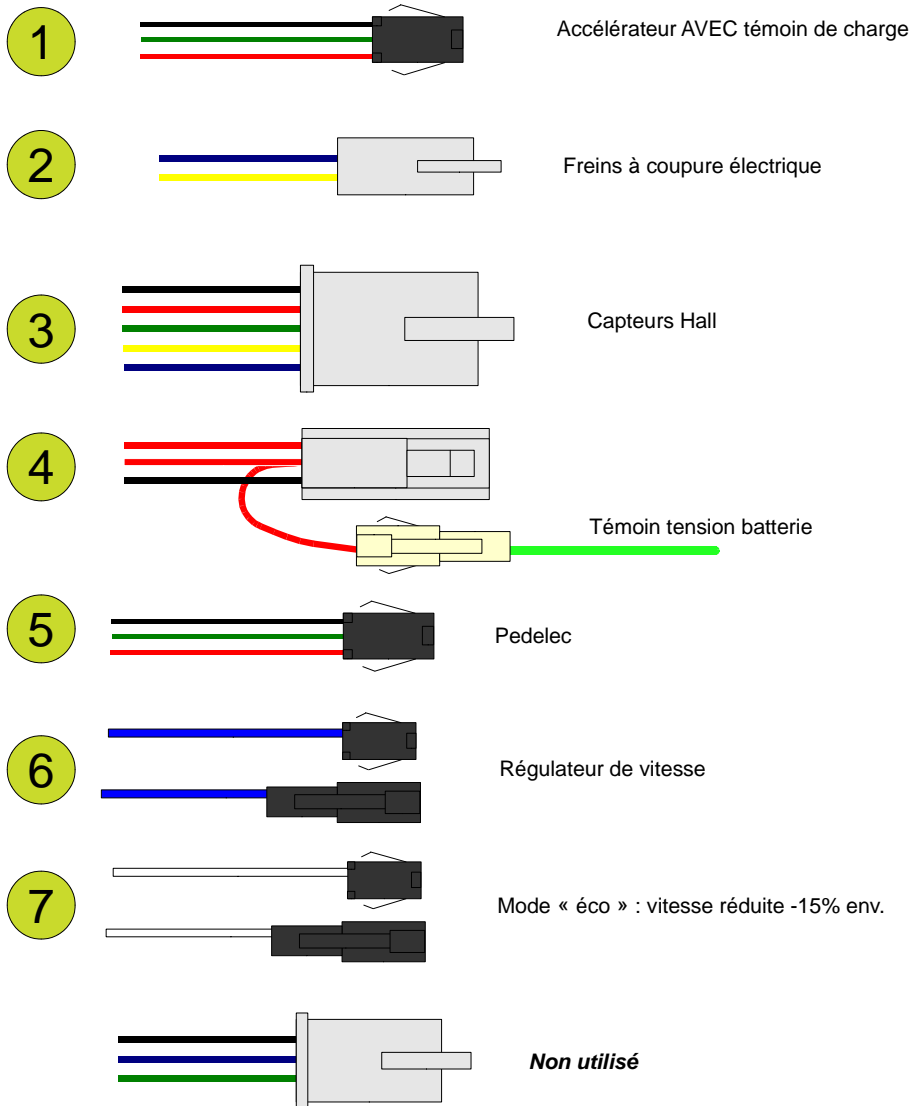 1
Accélérateur AVEC témoin de charge
2
Freins à coupure électrique
3
Capteurs Hall
4
Témoin tension batterie
5
Pedelec
6
Régulateur de vitesse
7
Mode « éco » : vitesse réduite -15% env.
Non utilisé